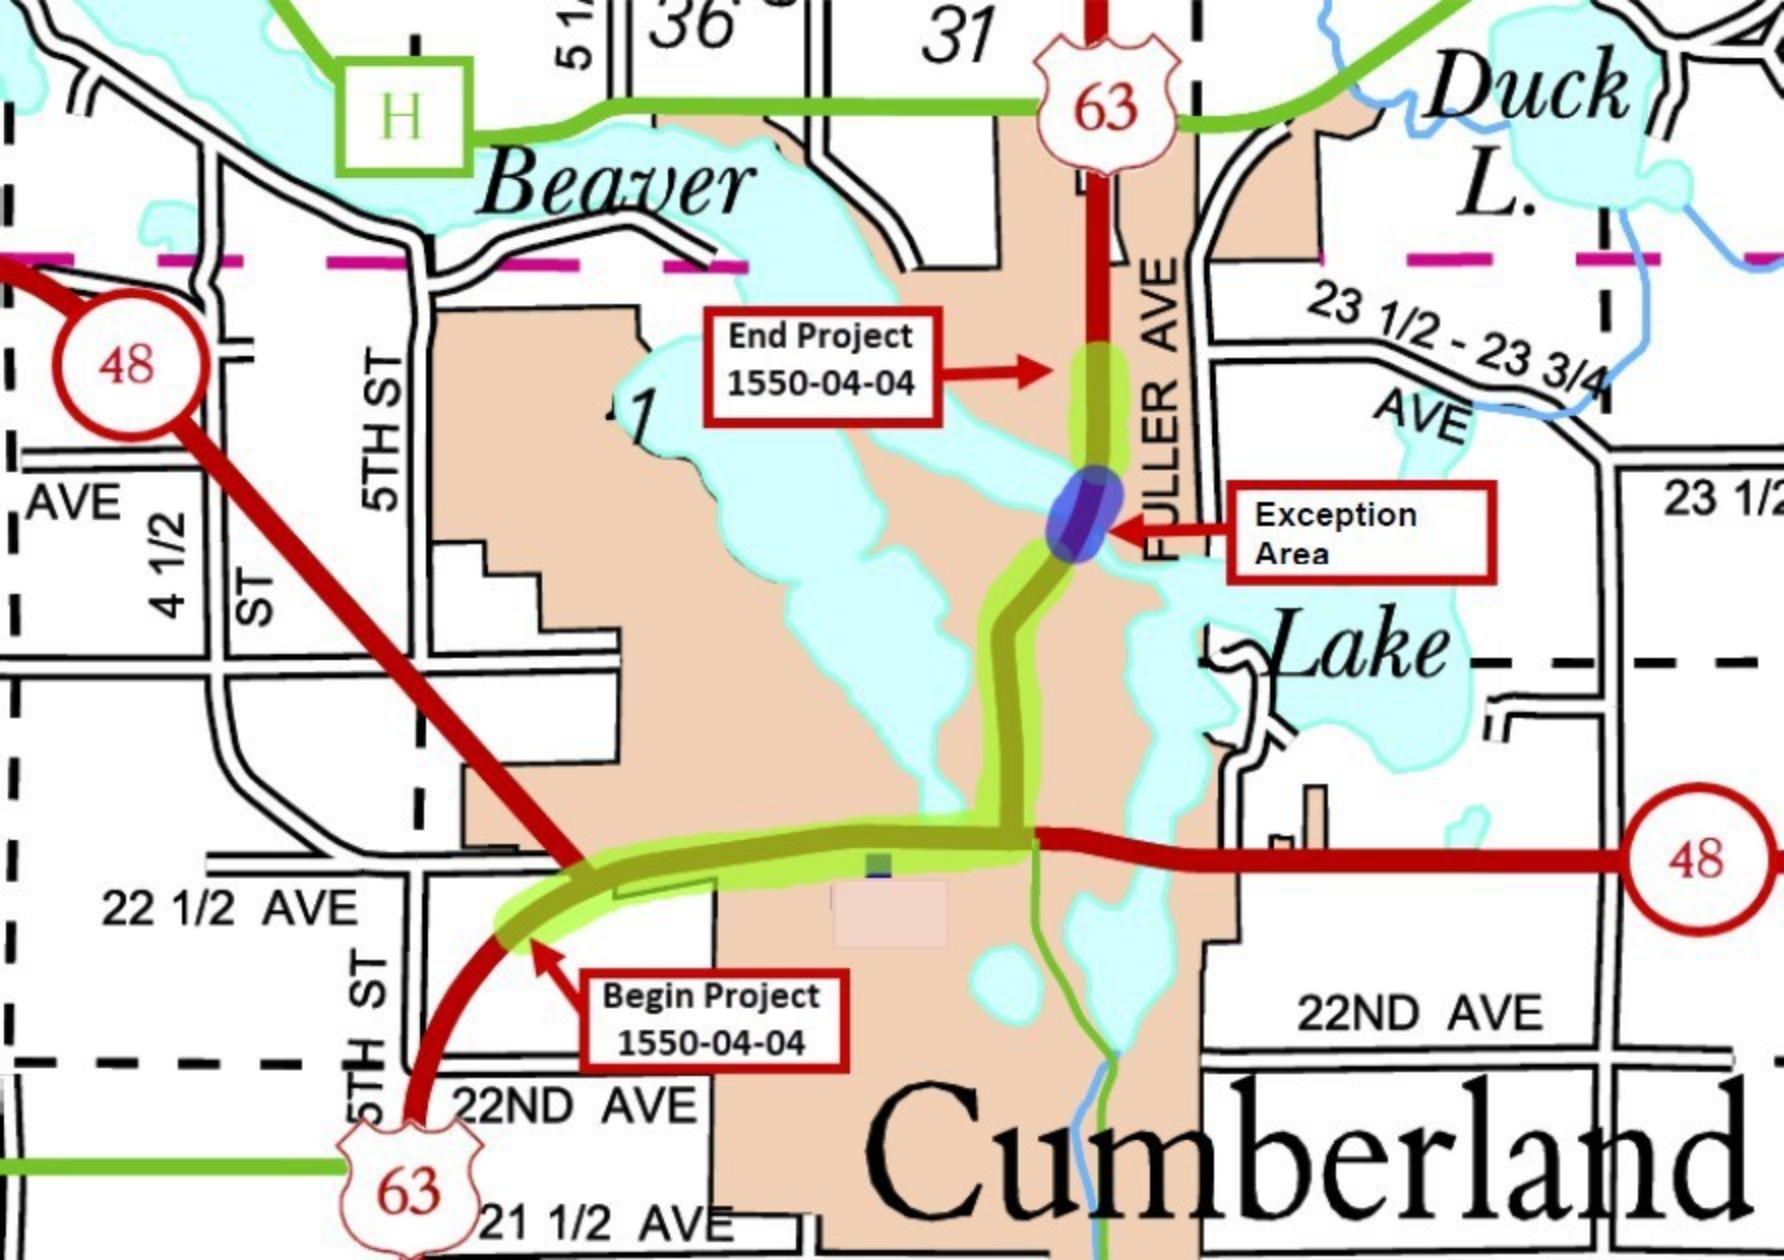 5 1/
36
31
63
H
Duck
L.
Beaver
48
End Project
1550-04-04
FULLER AVE
23 1/2 - 23 3/4
AVE
1
5TH ST
AVE
4 1/2
ST
23 1/2
Exception
Area
Lake
48
22 1/2 AVE
5TH ST
Begin Project
1550-04-04
22ND AVE
5TH ST
22ND AVE
Cumberland
63
21 1/2 AVE